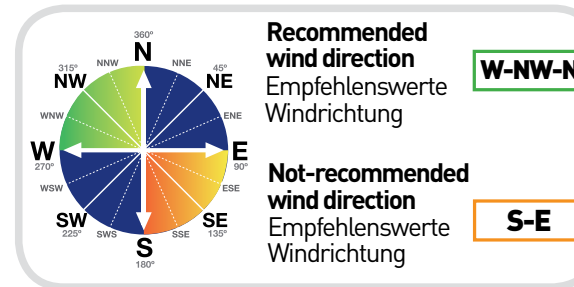 360°
N
NNW
NNE
315°
NW
45°
NE
WNW
ENE
W
270°
E
90°
WSW
ESE
SW
225°
SWS
SSE
SE
135°
S
180°
Recommended
wind direction
Empfehlenswerte
Windrichtung
W-NW-N
Not-recommended
wind direction
Empfehlenswerte
Windrichtung
S-E